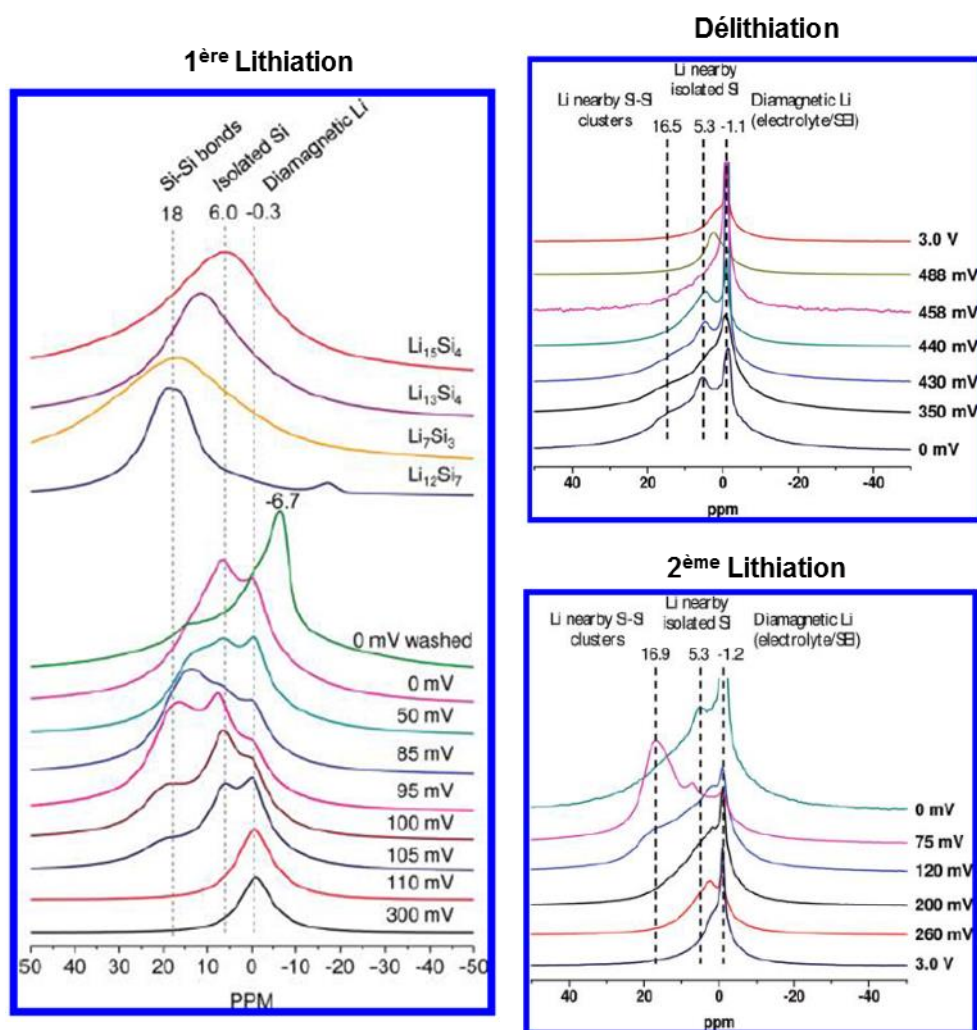 1ère Lithiation
Si-Si bonds
Isolated Si
Diamagnetic Li
18 6.0 -0.3
Li15Si4
Li13Si4
Li7Si3
Li12Si7
-6.7
0 mV washed
0 mV
50 mV
85 mV
95 mV
100 mV
105 mV
110 mV
300 mV
50 40 30 20 10 0 -10 -20 -30 -40 -50
PPM
Délithiation
Li nearby
isolated Si
Li nearby Si-Si
clusters
Diamagnetic Li
(electrolyte/SEI)
16.5 5.3 -1.1
3.0 V
488 mV
458 mV
440 mV
430 mV
350 mV
0 mV
40 20 0 -20 -40
ppm
2ème Lithiation
Li nearby
isolated Si
Li nearby Si-Si
clusters
Diamagnetic Li
(electrolyte/SEI)
16.9 5.3 -1.2
0 mV
75 mV
120 mV
200 mV
260 mV
3.0 V
40 20 0 -20 -40
ppm